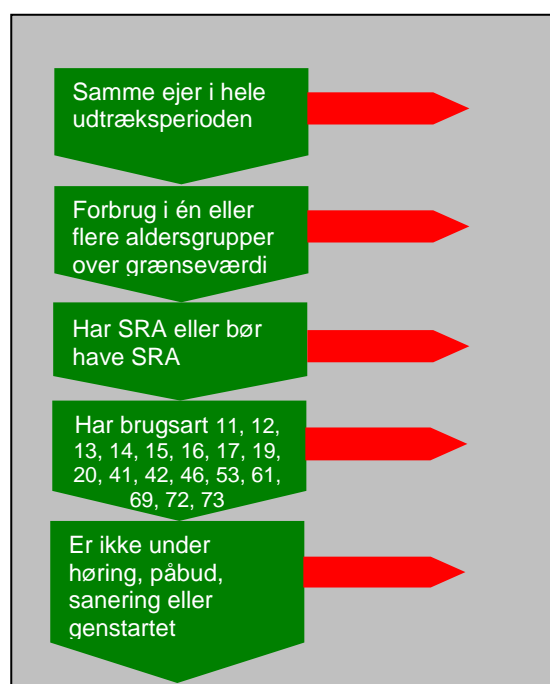 Samme ejer i hele
udtræksperioden
Forbrug i én eller
flere aldersgrupper
over grænseværdi
Har SRA eller bør
have SRA
Har brugsart 11, 12,
13, 14, 15, 16, 17, 19,
20, 41, 42, 46, 53, 61,
69, 72, 73
Er ikke under
høring, påbud,
sanering eller
genstartet